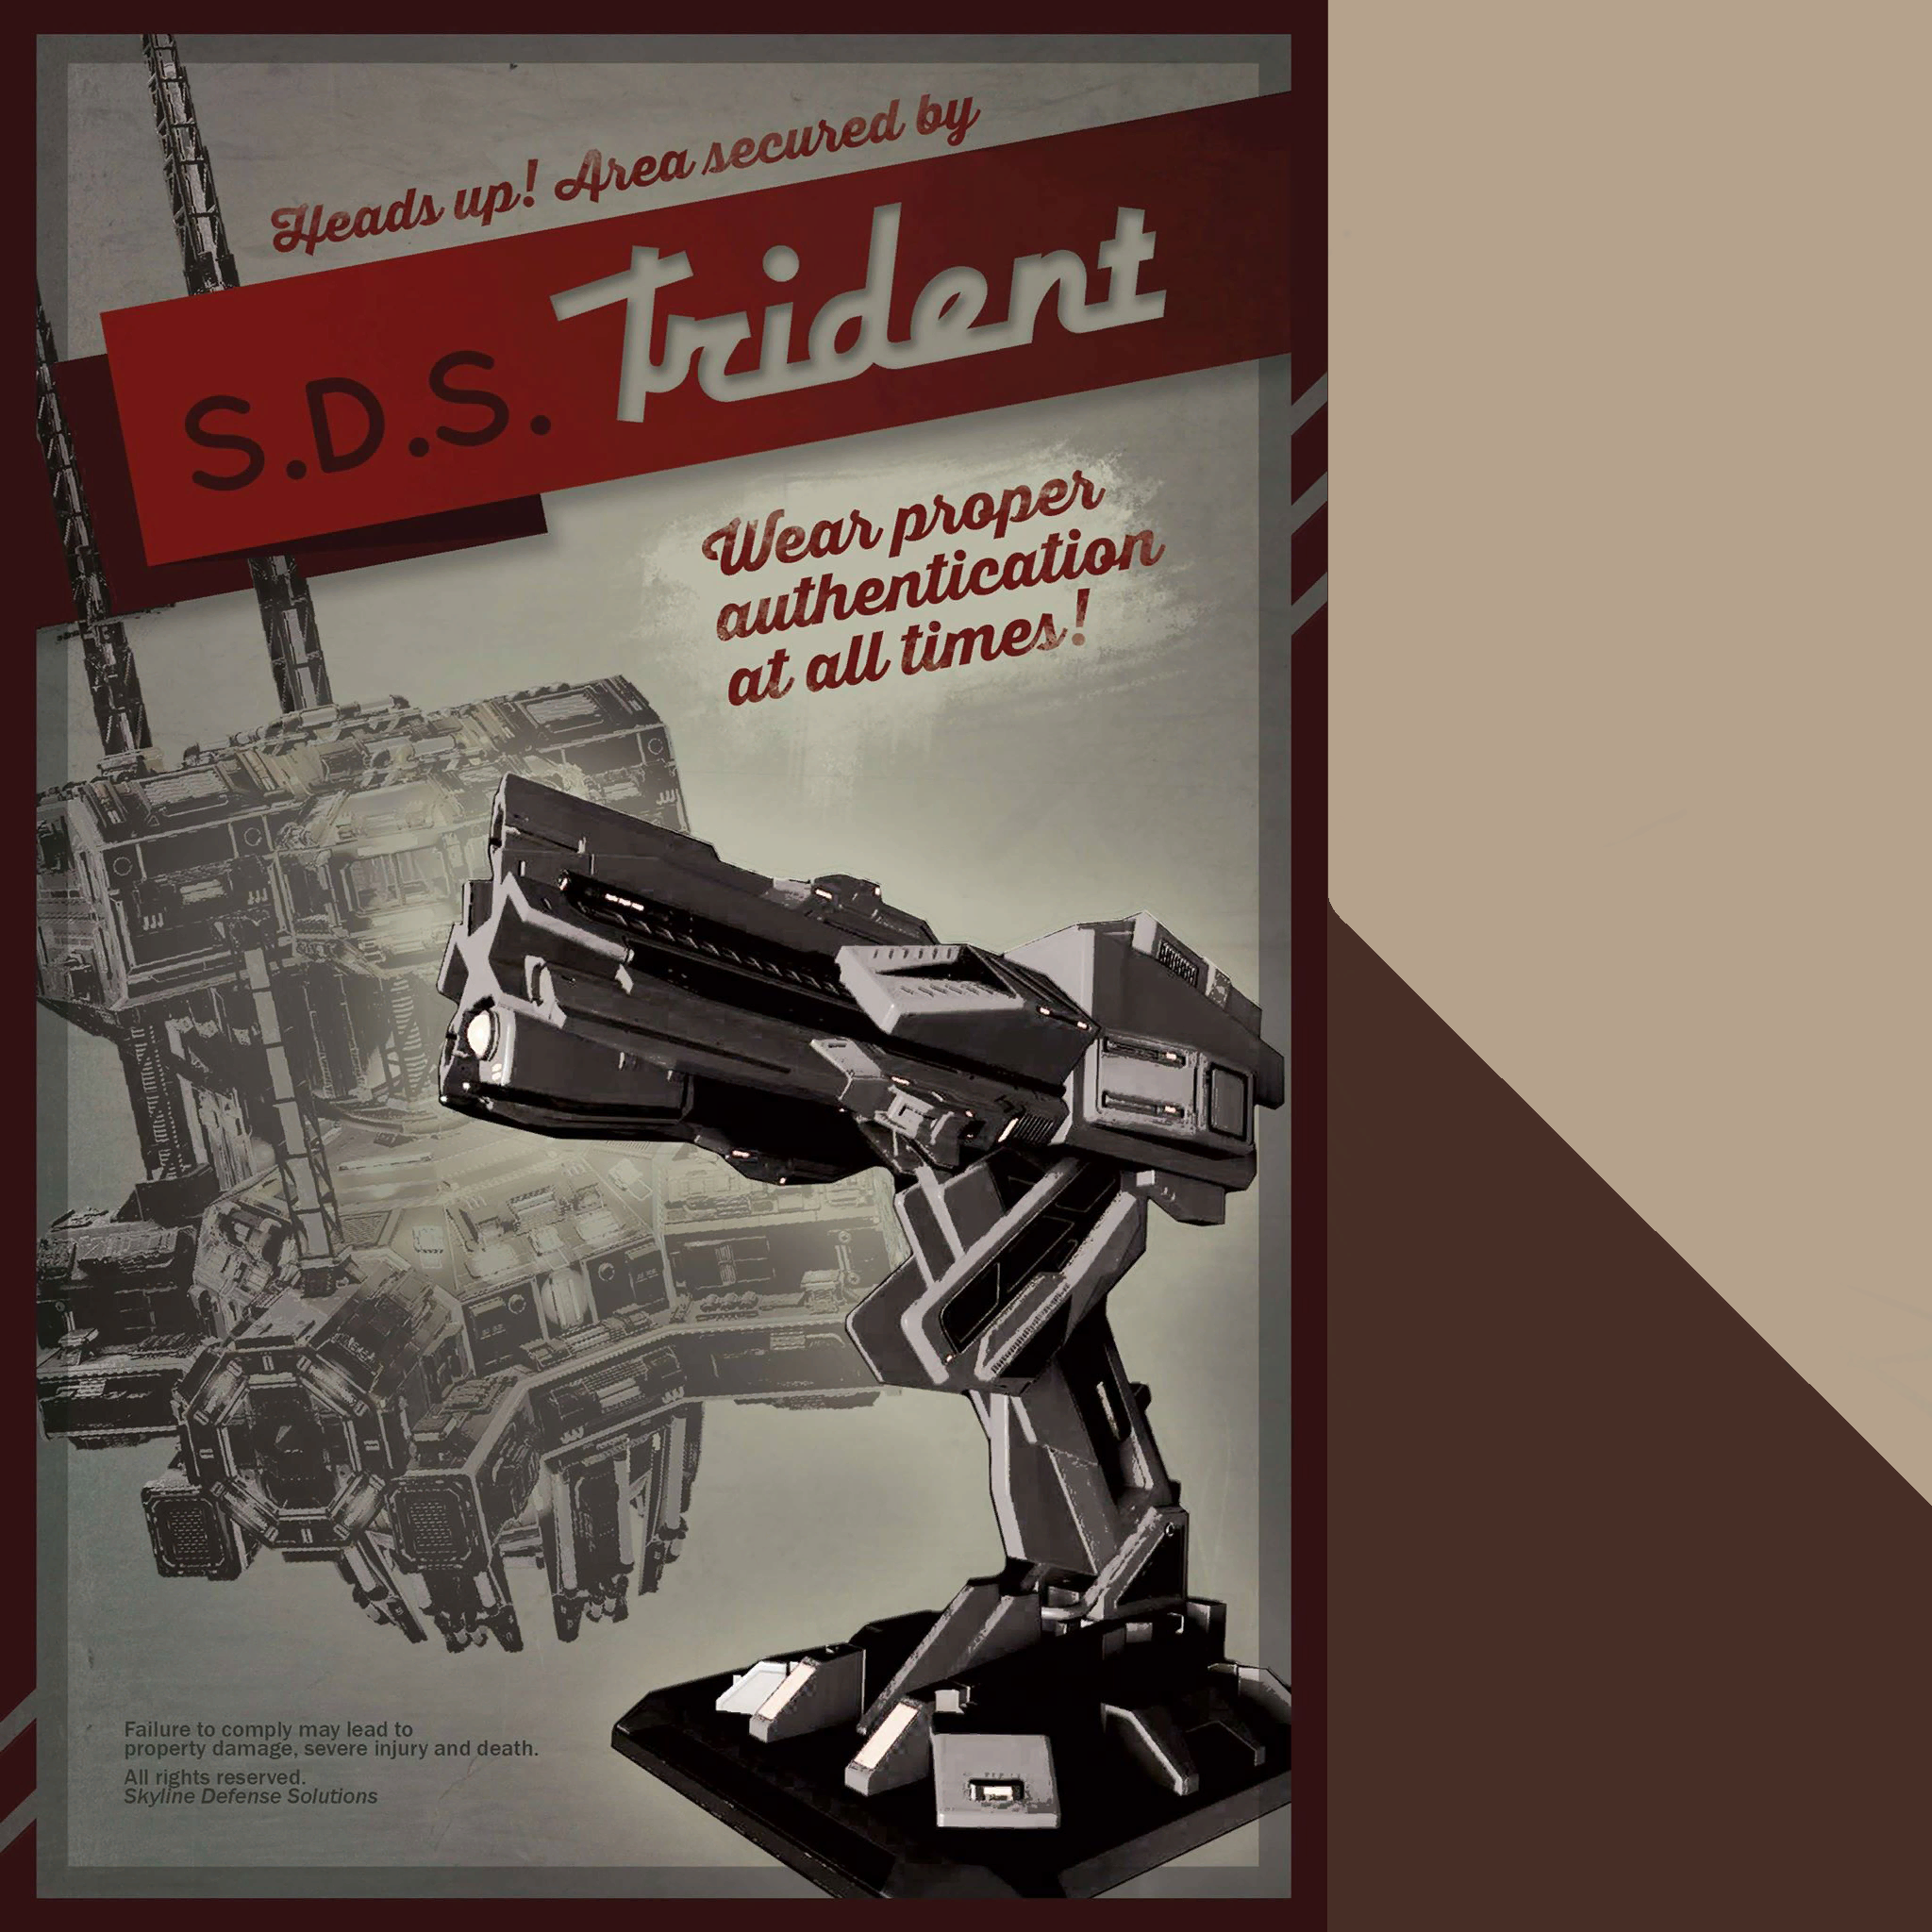 Heads up! Area secured by
S.D.S. Trident
Wear proper
authentication
at all times!
Failure to comply may lead to
property damage, severe injury and death.
All rights reserved.
Skyline Defense Solutions